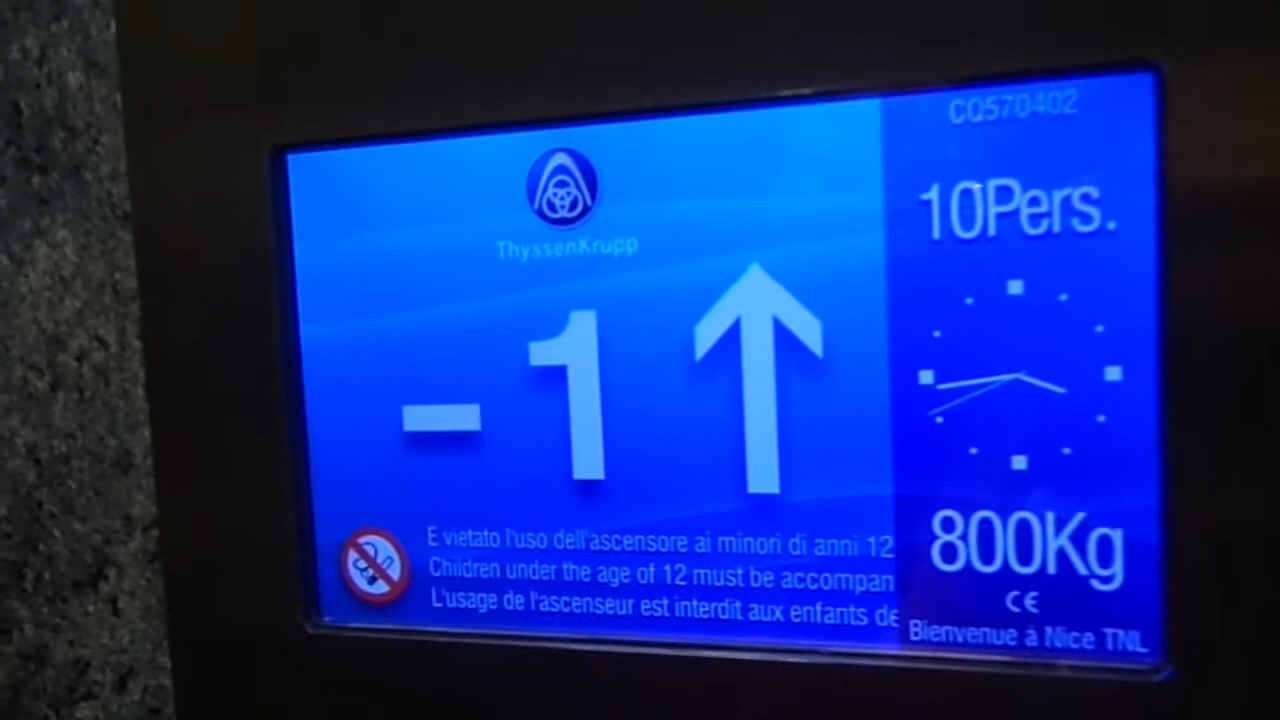 CQ570402
10Pers.
ThyssenKrupp
-1
E vietato l'uso dell'ascensore ai minori di anni 12
Children under the age of 12 must be accompan
L'usage de l'ascenseur est interdit aux enfants de
800Kg
CE
Bienvenue à Nice TNL